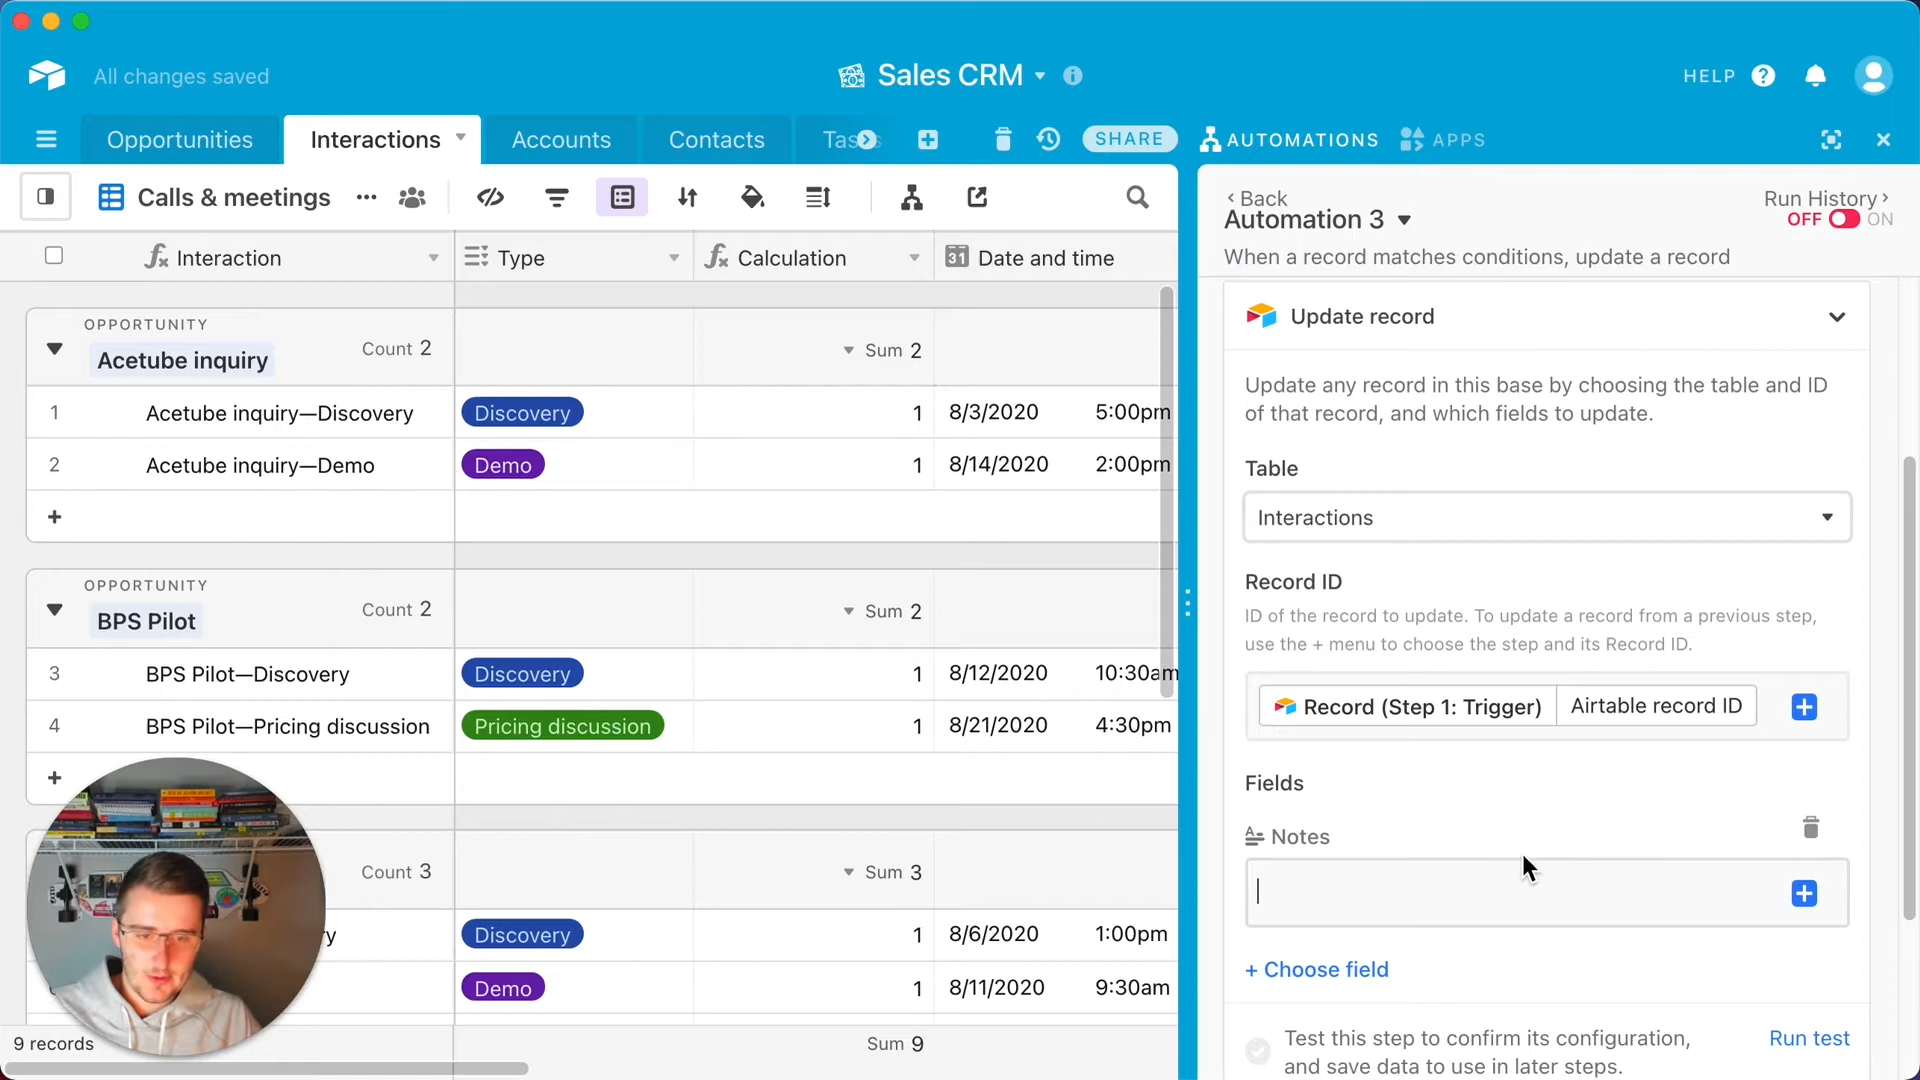 All changes saved
Sales CRM
HELP
Opportunities
Interactions
Accounts
Contacts
Tas
SHARE
AUTOMATIONS
APPS
Calls & meetings
Interaction
Type
Calculation
31 Date and time
OPPORTUNITY
Acetube inquiry
Count 2
Sum 2
1 Acetube inquiry—Discovery Discovery 1 8/3/2020 5:00pm
2 Acetube inquiry—Demo Demo 1 8/14/2020 2:00pm
+
OPPORTUNITY
BPS Pilot
Count 2
Sum 2
3 BPS Pilot—Discovery Discovery 1 8/12/2020 10:30am
4 BPS Pilot—Pricing discussion Pricing discussion 1 8/21/2020 4:30pm
+
Count 3
Sum 3
ry Discovery 1 8/6/2020 1:00pm
Demo 1 8/11/2020 9:30am
9 records
Sum 9
‹ Back
Run History ›
Automation 3
OFF ON
When a record matches conditions, update a record
Update record
Update any record in this base by choosing the table and ID
of that record, and which fields to update.
Table
Interactions
Record ID
ID of the record to update. To update a record from a previous step,
use the + menu to choose the step and its Record ID.
Record (Step 1: Trigger) Airtable record ID
Fields
Notes
+ Choose field
Test this step to confirm its configuration,
and save data to use in later steps.
Run test